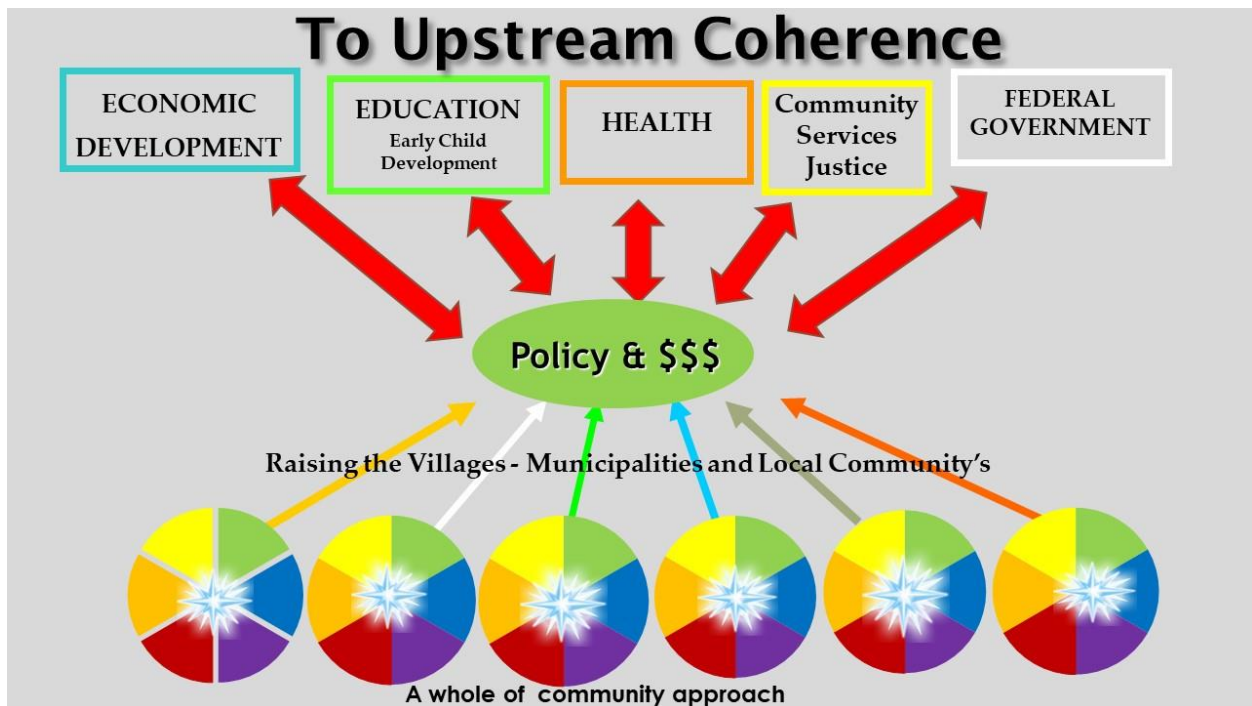 To Upstream Coherence
ECONOMIC
DEVELOPMENT
EDUCATION
Early Child
Development
HEALTH
Community
Services
Justice
FEDERAL
GOVERNMENT
Policy & $$$
Raising the Villages - Municipalities and Local Community's
A whole of community approach